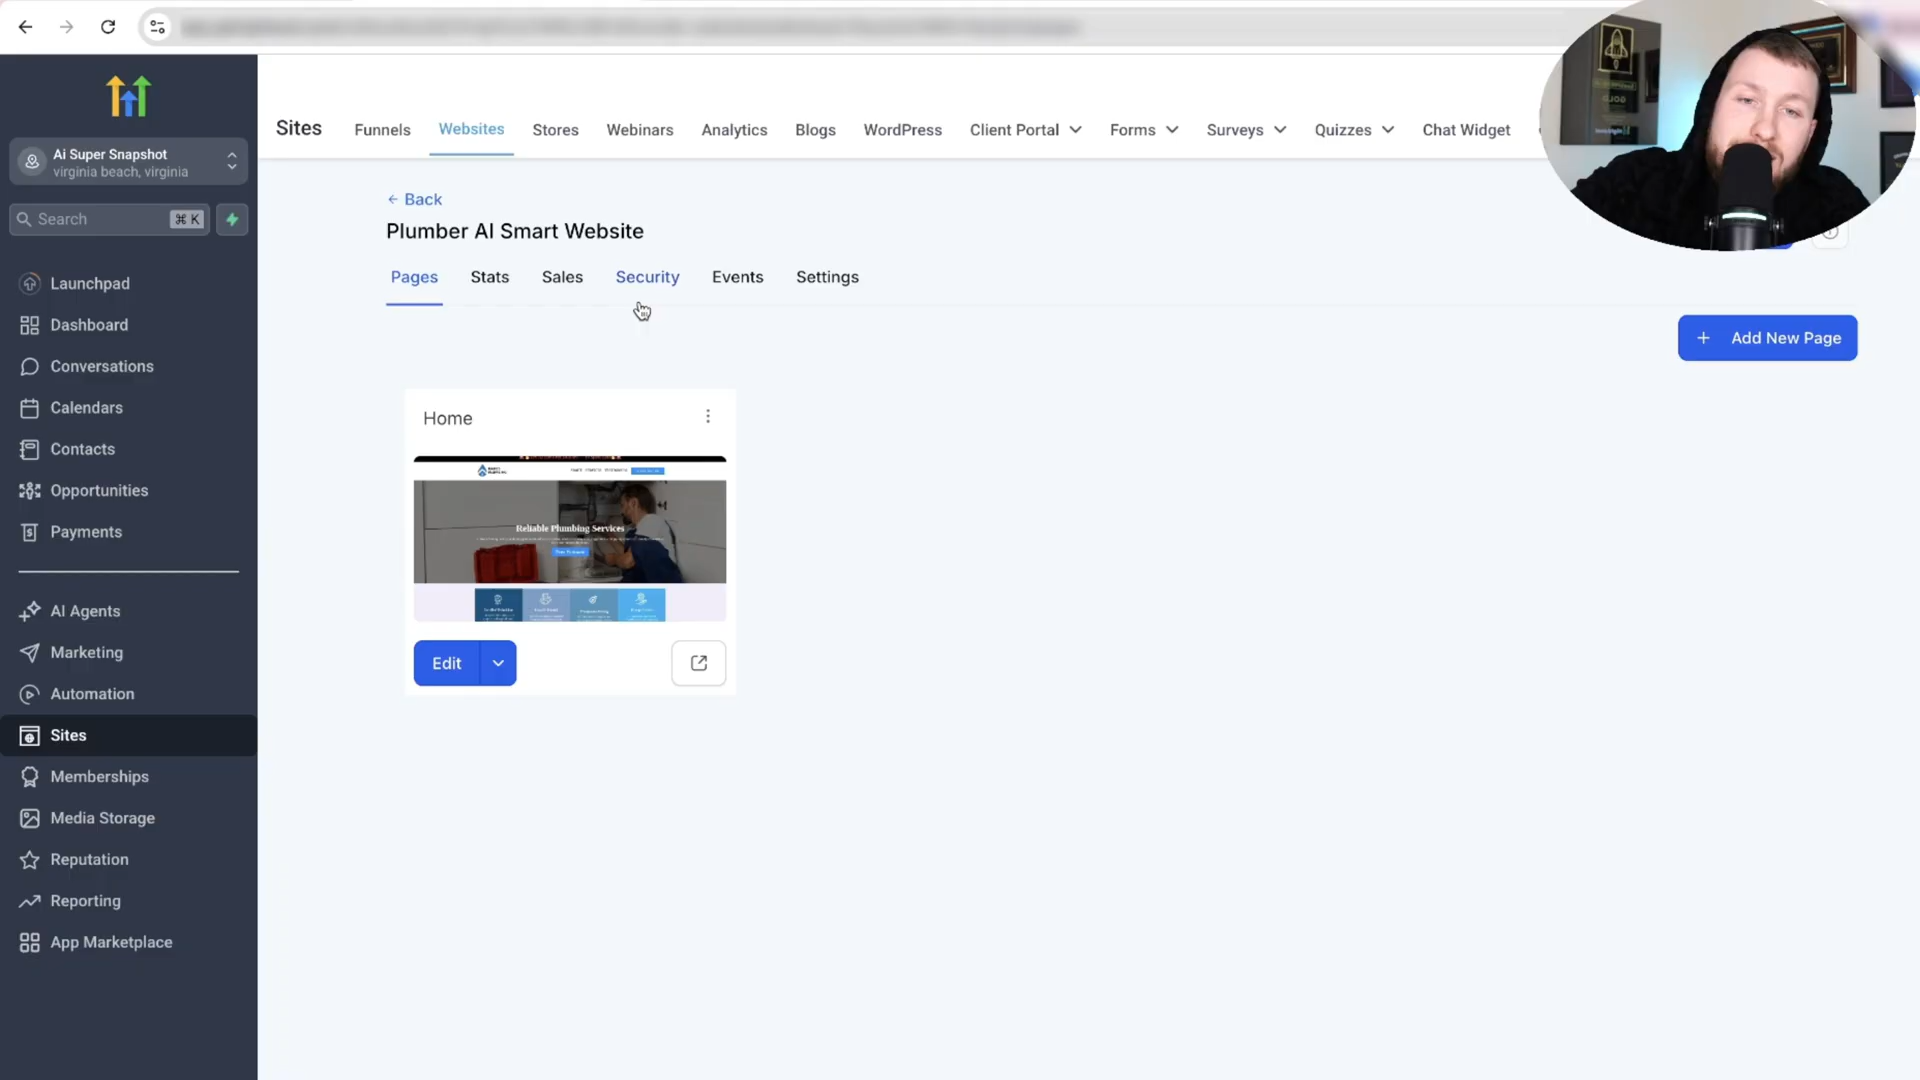 Ai Super Snapshot
virginia beach, virginia
Search
⌘ K
Launchpad
Dashboard
Conversations
Calendars
Contacts
Opportunities
Payments
AI Agents
Marketing
Automation
Sites
Memberships
Media Storage
Reputation
Reporting
App Marketplace
Sites
Funnels
Websites
Stores
Webinars
Analytics
Blogs
WordPress
Client Portal
Forms
Surveys
Quizzes
Chat Widget
← Back
Plumber AI Smart Website
Pages
Stats
Sales
Security
Events
Settings
+ Add New Page
Home
Reliable Plumbing Services
Edit